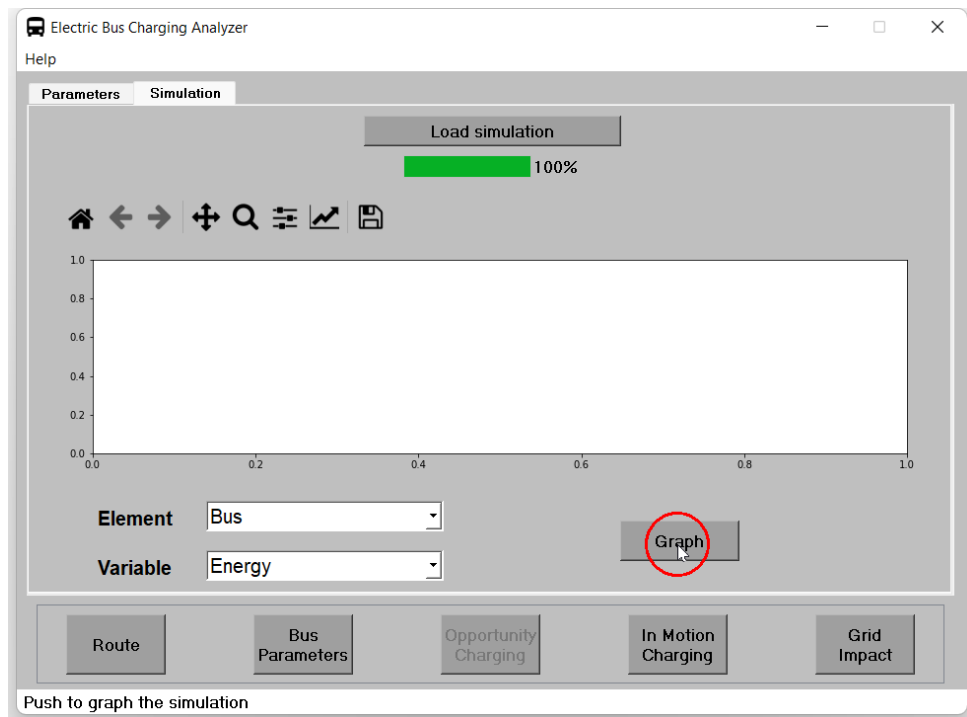 Electric Bus Charging Analyzer
Help
Parameters Simulation
Load simulation
100%
1.0
0.8
0.6
0.4
0.2
0.0
0.0 0.2 0.4 0.6 0.8 1.0
Element Bus
Graph
Variable Energy
Route
Bus
Parameters
Opportunity
Charging
In Motion
Charging
Grid
Impact
Push to graph the simulation